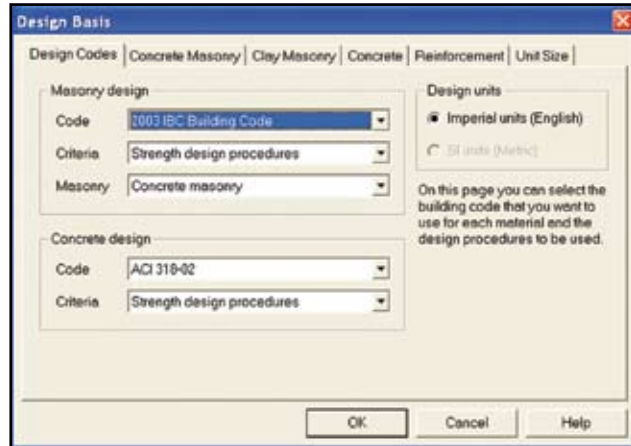 Design Basis
Design Codes Concrete Masonry Clay Masonry Concrete Reinforcement Unit Size
Masonry design
Code 2003 IBC Building Code
Criteria Strength design procedures
Masonry Concrete masonry
Concrete design
Code ACI 318-02
Criteria Strength design procedures
Design units
Imperial units (English)
SI units (Metric)
On this page you can select the
building code that you want to
use for each material and the
design procedures to be used.
OK Cancel Help